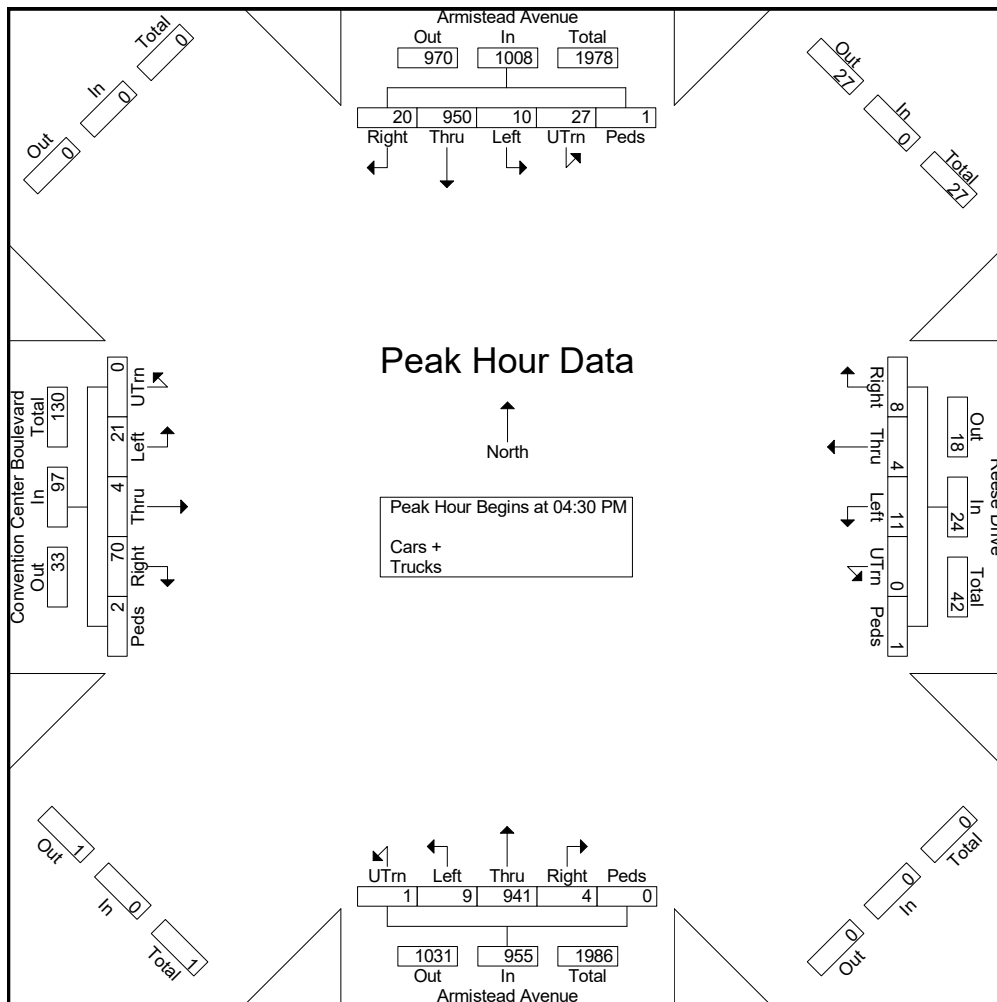 Armistead Avenue
Out In Total
970 1008 1978
20 950 10 27 1
Right Thru Left UTrn Peds
Total
0
In
0
Out
0
Out
27
In
0
Total
27
Convention Center Boulevard
Total In Out
130 97 33
0 21 4 70 2
UTrn Left Thru Right Peds
Peak Hour Data
North
Peak Hour Begins at 04:30 PM
Cars +
Trucks
Right Thru Left UTrn Peds
8 4 11 0 1
Out In Total
18 24 42
Reese Drive
1
Out
0
In
1
Total
UTrn Left Thru Right Peds
1 9 941 4 0
1031 955 1986
Out In Total
Armistead Avenue
0
Total
0
In
0
Out